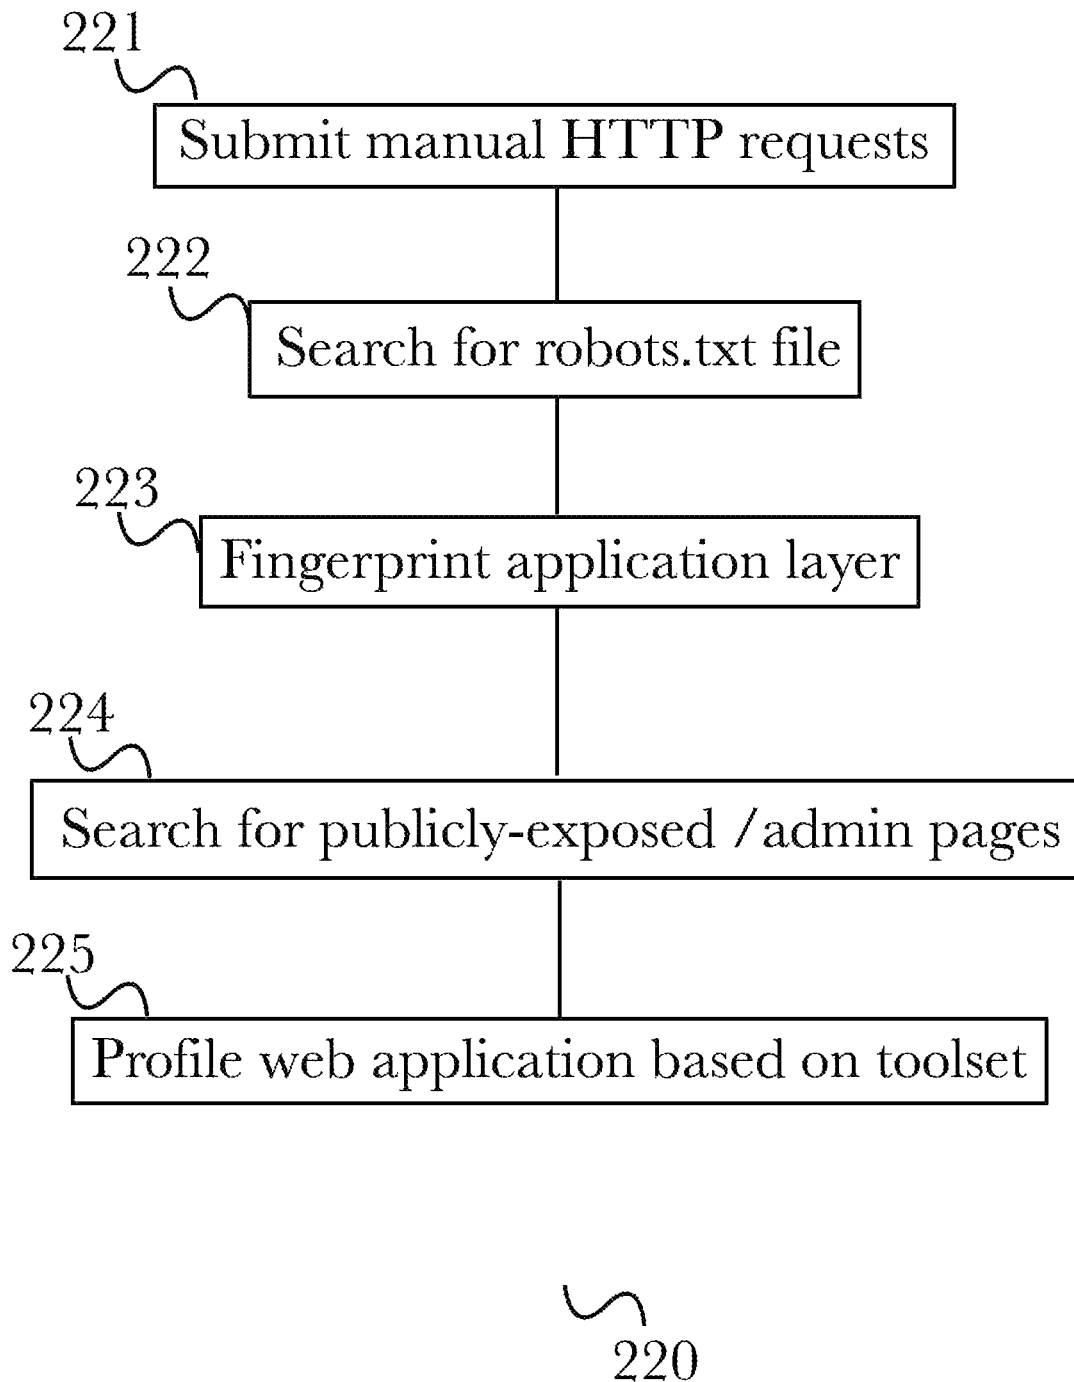 221
Submit manual HTTP requests
222
Search for robots.txt file
223
Fingerprint application layer
224
Search for publicly-exposed /admin pages
225
Profile web application based on toolset
220